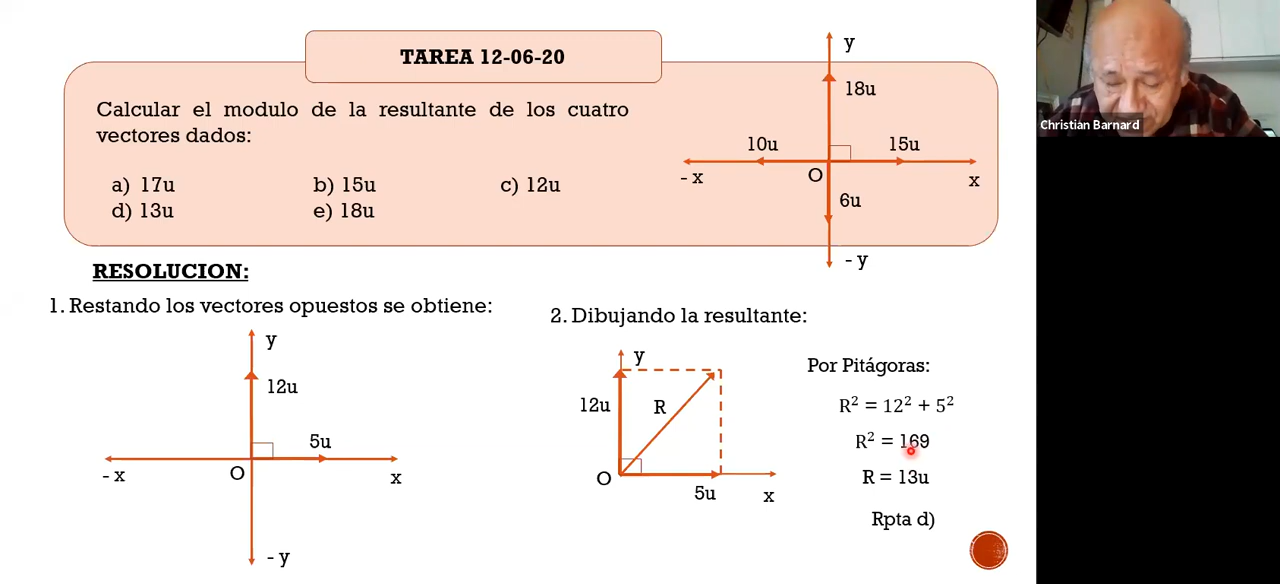 TAREA 12-06-20
Calcular el modulo de la resultante de los cuatro
vectores dados:
a) 17u
b) 15u
c) 12u
d) 13u
e) 18u
y
18u
10u
15u
- x
O
x
6u
- y
Christian Barnard
RESOLUCION:
1. Restando los vectores opuestos se obtiene:
y
12u
5u
- x
O
x
- y
2. Dibujando la resultante:
y
12u
R
O
5u
x
Por Pitágoras:
R² = 12² + 5²
R² = 169
R = 13u
Rpta d)